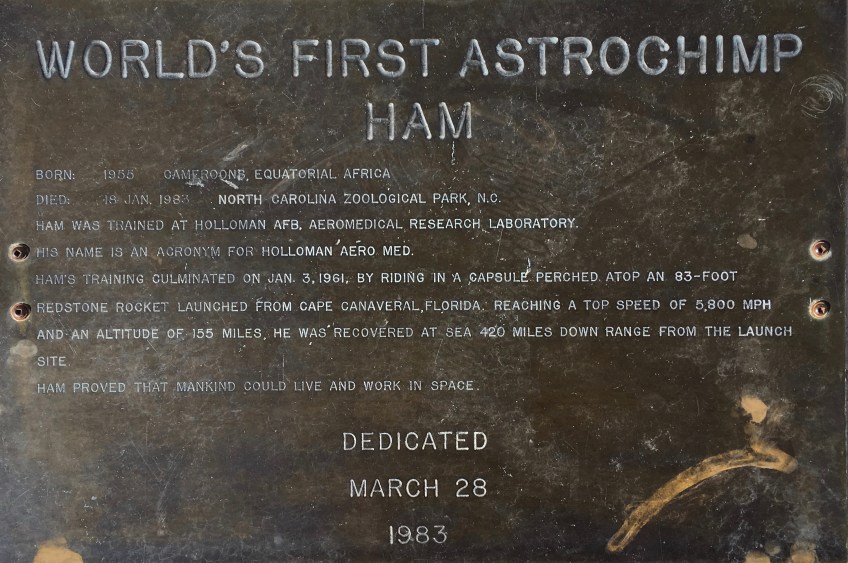 WORLD'S FIRST ASTROCHIMP
HAM
BORN: 1955 CAMEROONS, EQUATORIAL AFRICA
DIED: 18 JAN. 1983 NORTH CAROLINA ZOOLOGICAL PARK, N.C.
HAM WAS TRAINED AT HOLLOMAN AFB, AEROMEDICAL RESEARCH LABORATORY.
HIS NAME IS AN ACRONYM FOR HOLLOMAN AERO MED.
HAM'S TRAINING CULMINATED ON JAN. 3, 1961, BY RIDING IN A CAPSULE PERCHED ATOP AN 83-FOOT
REDSTONE ROCKET LAUNCHED FROM CAPE CANAVERAL, FLORIDA. REACHING A TOP SPEED OF 5,800 MPH
AND AN ALTITUDE OF 155 MILES, HE WAS RECOVERED AT SEA 420 MILES DOWN RANGE FROM THE LAUNCH
SITE.
HAM PROVED THAT MANKIND COULD LIVE AND WORK IN SPACE.
DEDICATED
MARCH 28
1983